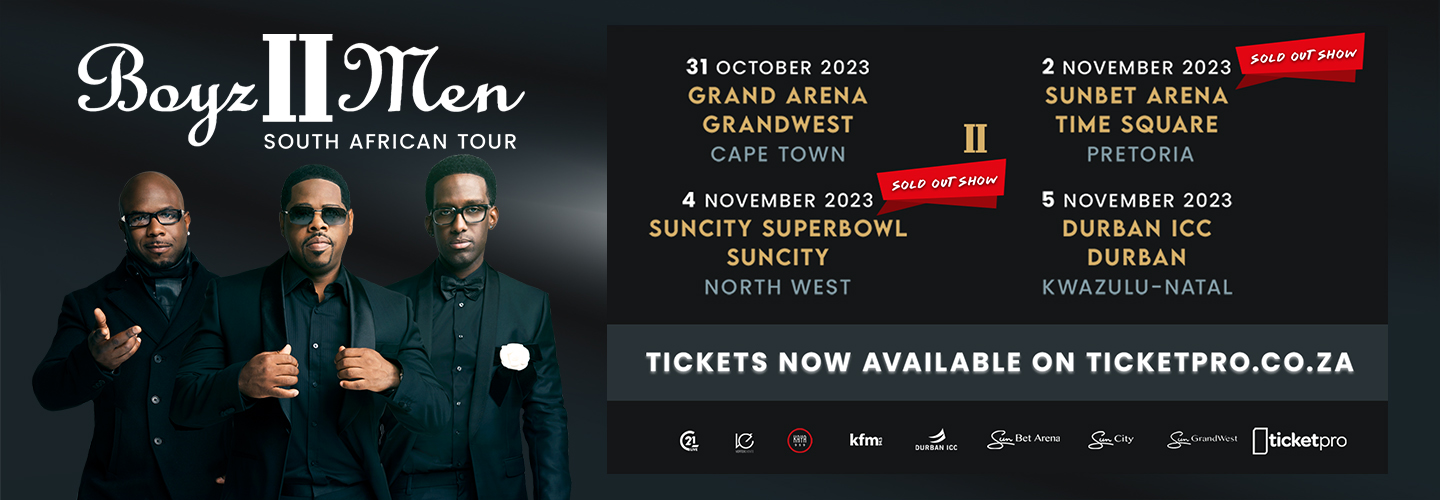 Boyz II Men
SOUTH AFRICAN TOUR
31 OCTOBER 2023
GRAND ARENA
GRANDWEST
CAPE TOWN
2 NOVEMBER 2023
SOLD OUT SHOW
SUNBET ARENA
TIME SQUARE
PRETORIA
II
4 NOVEMBER 2023
SOLD OUT SHOW
SUNCITY SUPERBOWL
SUNCITY
NORTH WEST
5 NOVEMBER 2023
DURBAN ICC
DURBAN
KWAZULU-NATAL
TICKETS NOW AVAILABLE ON TICKETPRO.CO.ZA
C21 LIVE
KAYA
kfm
DURBAN ICC
Sun Bet Arena
Sun City
Sun GrandWest
ticketpro